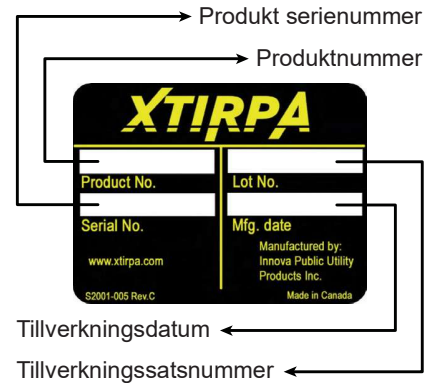 Produkt serienummer
Produktnummer
XTIRPA
Product No.
Lot No.
Serial No.
Mfg. date
www.xtirpa.com
Manufactured by:
Innova Public Utility
Products Inc.
S2001-005 Rev.C
Made in Canada
Tillverkningsdatum
Tillverkningssatsnummer